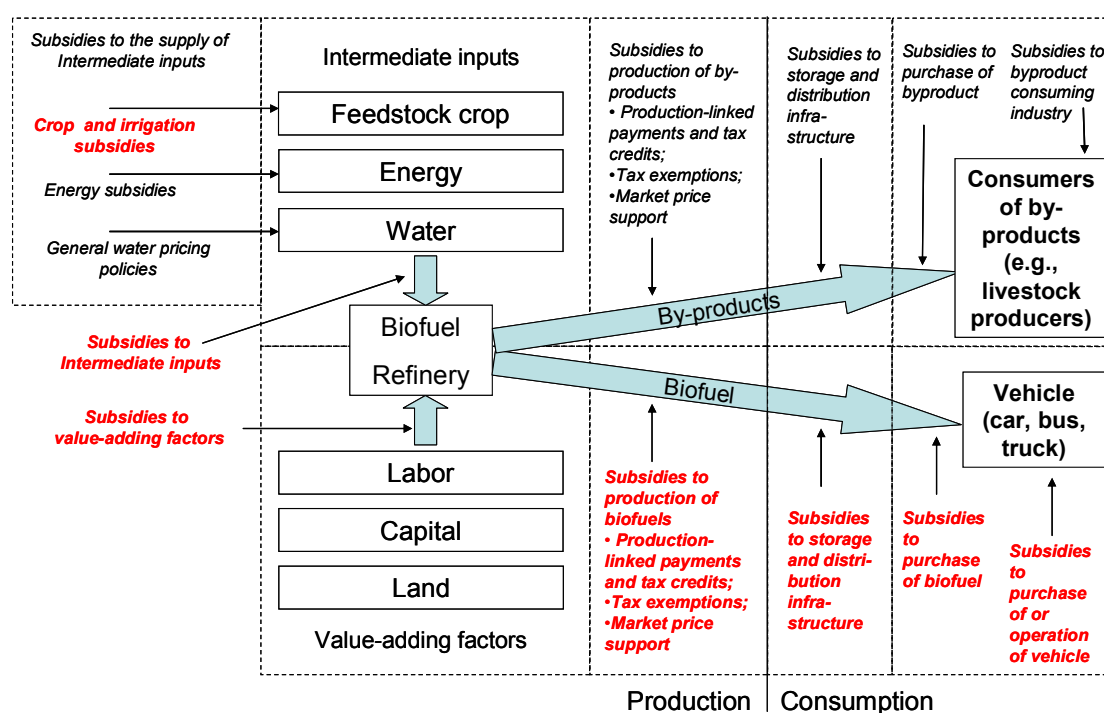 Subsidies to the supply of
Intermediate inputs
Crop and irrigation
subsidies
Energy subsidies
General water pricing
policies
Subsidies to
Intermediate inputs
Subsidies to
value-adding factors
Intermediate inputs
Feedstock crop
Energy
Water
Biofuel
Refinery
Labor
Capital
Land
Value-adding factors
Subsidies to
production of by-
products
• Production-linked
payments and tax
credits;
•Tax exemptions;
•Market price
support
Subsidies to
storage and
distribution
infra-
structure
Subsidies to
purchase of
byproduct
Subsidies to
byproduct
consuming
industry
Consumers
of by-
products
(e.g.,
livestock
producers)
By-products
Biofuel
Vehicle
(car, bus,
truck)
Subsidies to
production of
biofuels
• Production-
linked payments
and tax credits;
•Tax exemptions;
•Market price
support
Subsidies
to storage
and distri-
bution
infra-
structure
Subsidies
to
purchase
of biofuel
Subsidies
to
purchase
of or
operation
of vehicle
Production
Consumption